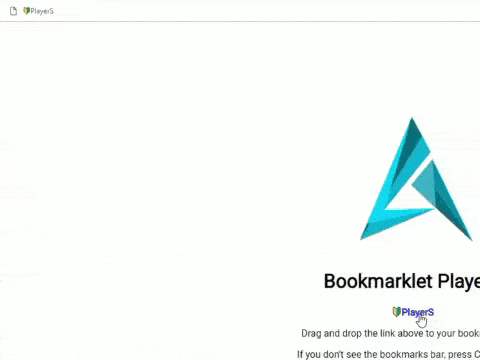 🔰PlayerS
Bookmarklet Playe
🔰PlayerS
Drag and drop the link above to your book
If you don't see the bookmarks bar, press C